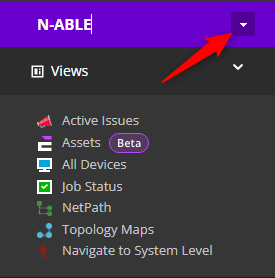 N-ABLE
Views
Active Issues
Assets Beta
All Devices
Job Status
NetPath
Topology Maps
Navigate to System Level